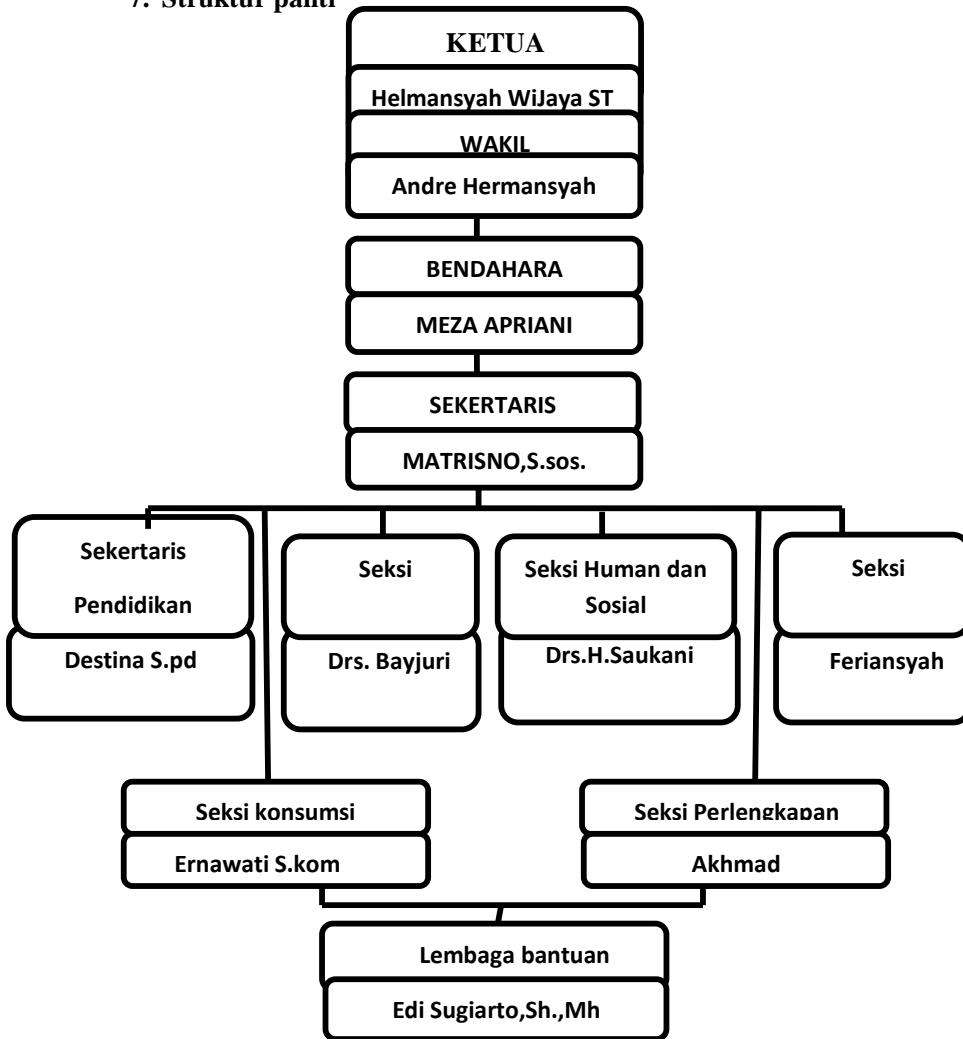 7. Struktur panti
KETUA
Helmansyah WiJaya ST
WAKIL
Andre Hermansyah
BENDAHARA
MEZA APRIANI
SEKERTARIS
MATRISNO,S.sos.
Sekertaris
Pendidikan
Destina S.pd
Seksi
Drs. Bayjuri
Seksi Human dan
Sosial
Drs.H.Saukani
Seksi
Feriansyah
Seksi konsumsi
Ernawati S.kom
Seksi Perlengkapan
Akhmad
Lembaga bantuan
Edi Sugiarto,Sh.,Mh